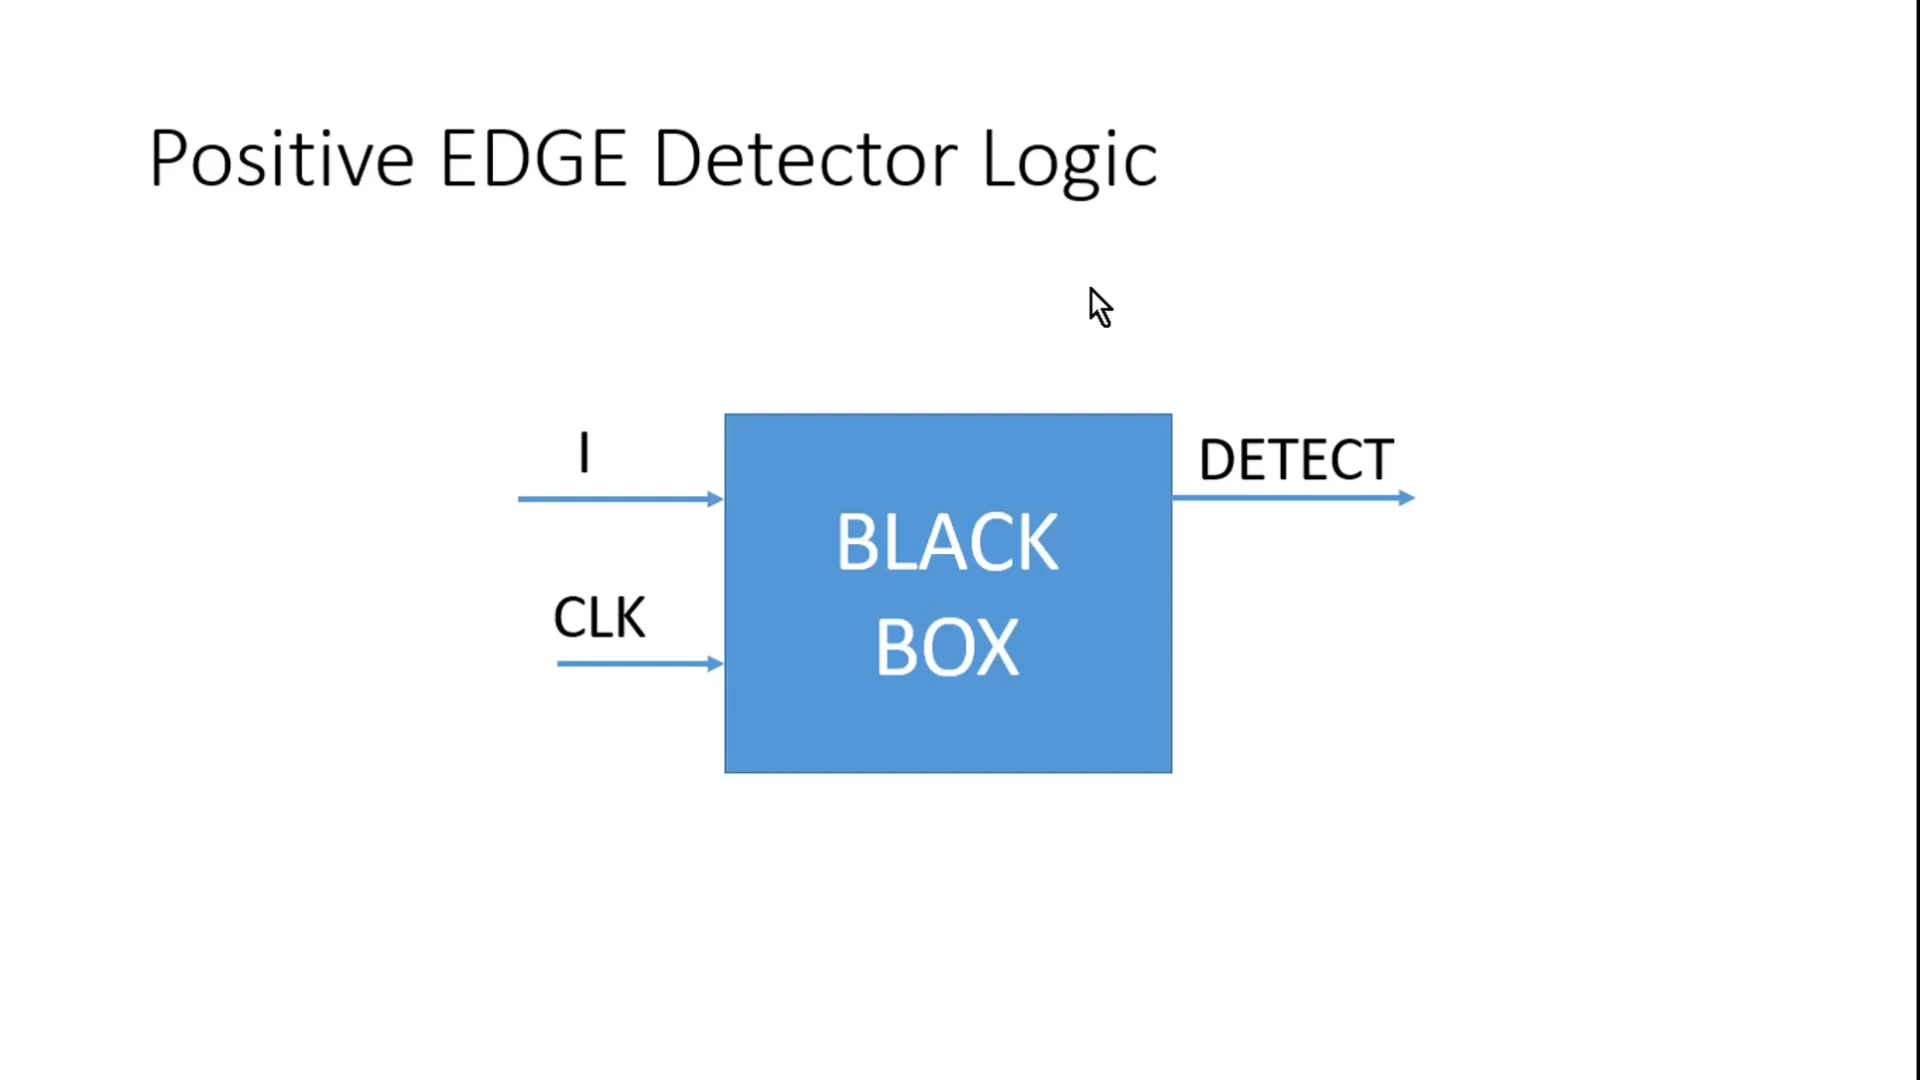 Positive EDGE Detector Logic
I
DETECT
BLACK
BOX
CLK